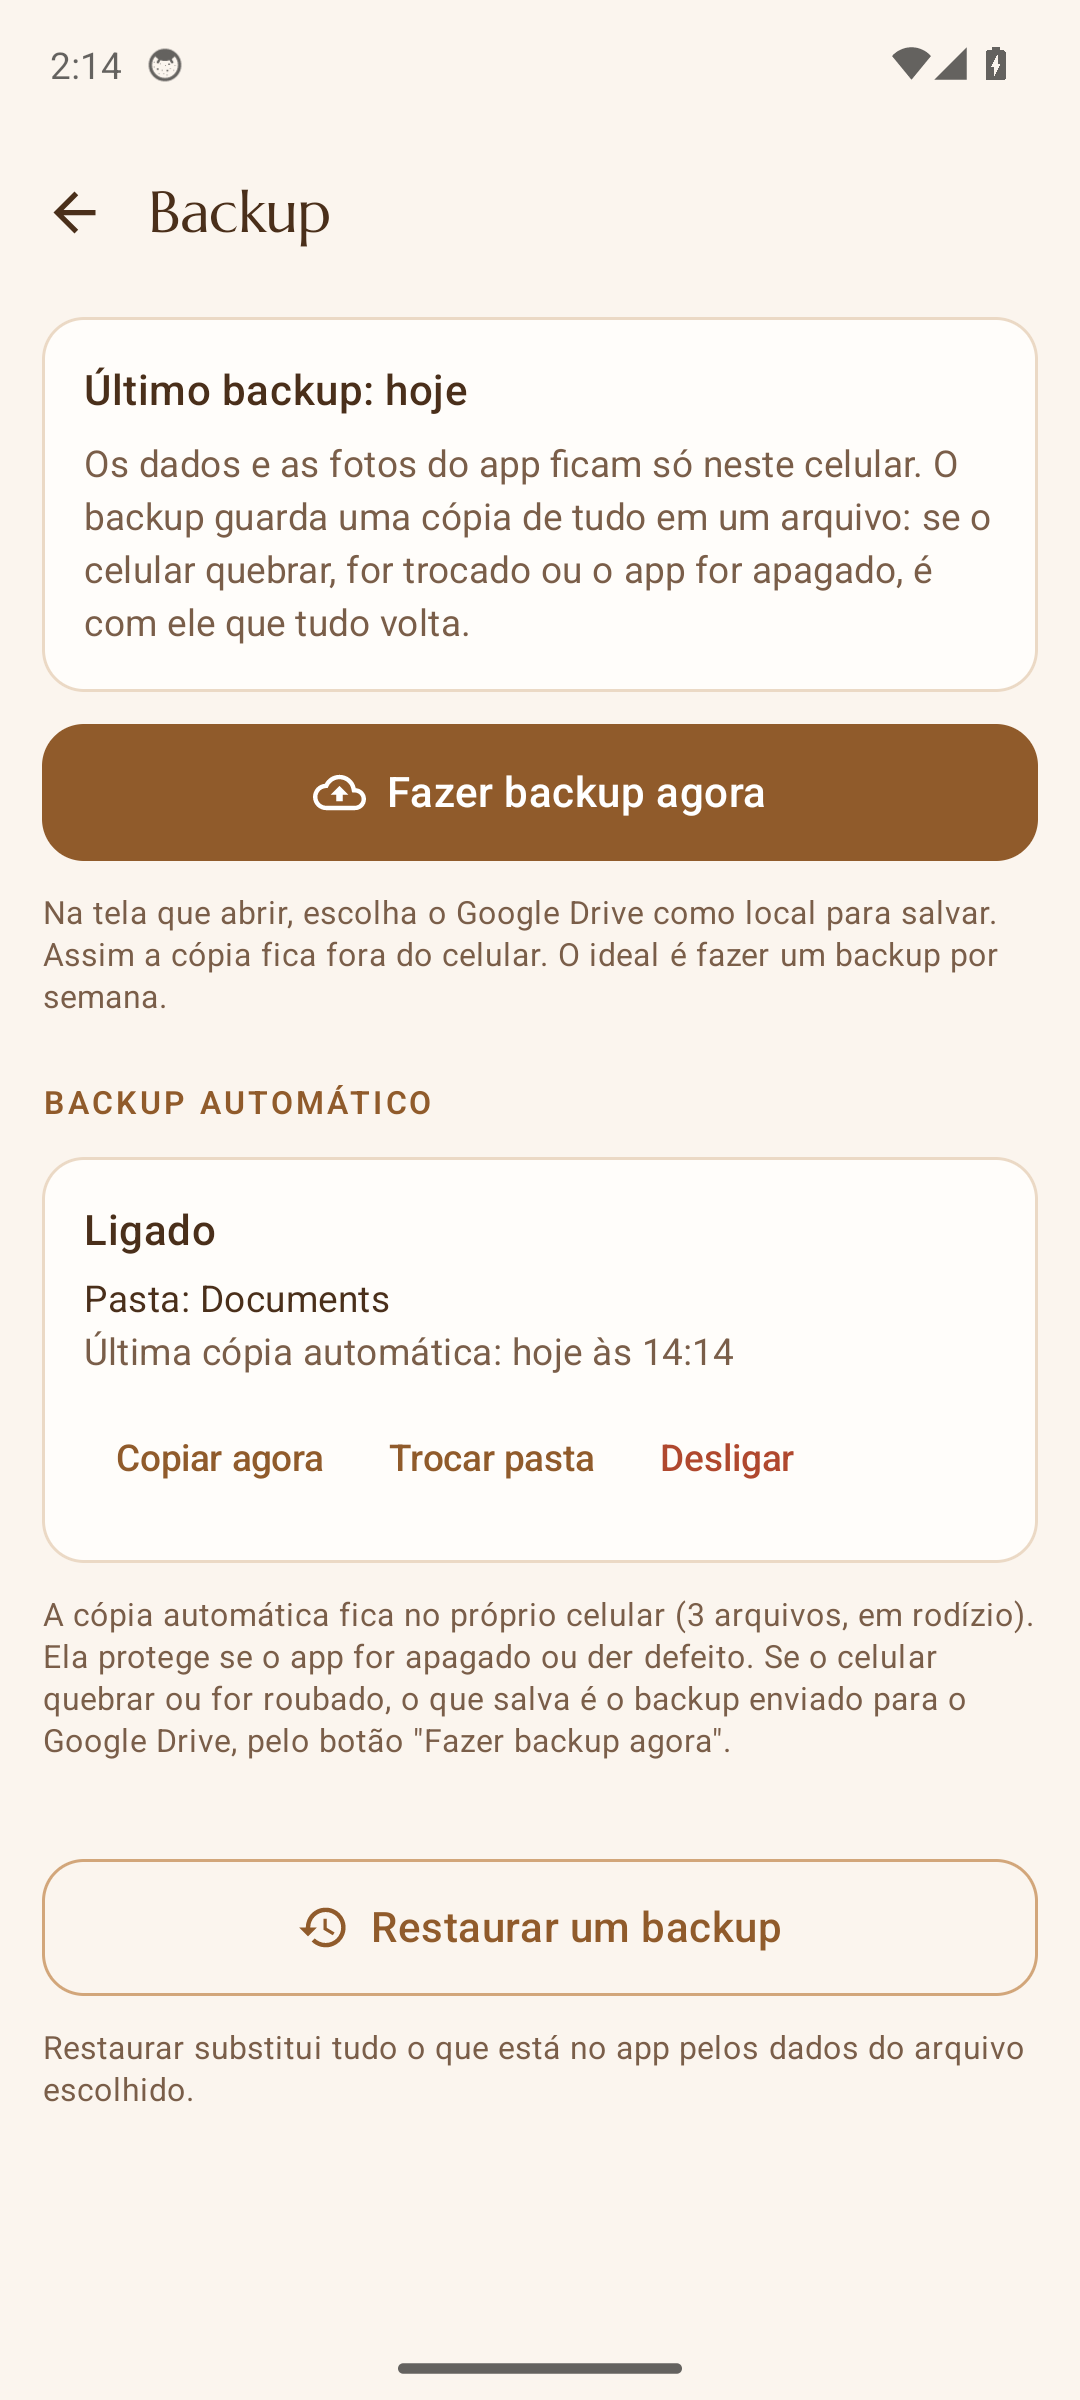 2:14
Backup
Último backup: hoje
Os dados e as fotos do app ficam só neste celular. O
backup guarda uma cópia de tudo em um arquivo: se o
celular quebrar, for trocado ou o app for apagado, é
com ele que tudo volta.
Fazer backup agora
Na tela que abrir, escolha o Google Drive como local para salvar.
Assim a cópia fica fora do celular. O ideal é fazer um backup por
semana.
BACKUP AUTOMÁTICO
Ligado
Pasta: Documents
Última cópia automática: hoje às 14:14
Copiar agora Trocar pasta Desligar
A cópia automática fica no próprio celular (3 arquivos, em rodízio).
Ela protege se o app for apagado ou der defeito. Se o celular
quebrar ou for roubado, o que salva é o backup enviado para o
Google Drive, pelo botão "Fazer backup agora".
Restaurar um backup
Restaurar substitui tudo o que está no app pelos dados do arquivo
escolhido.